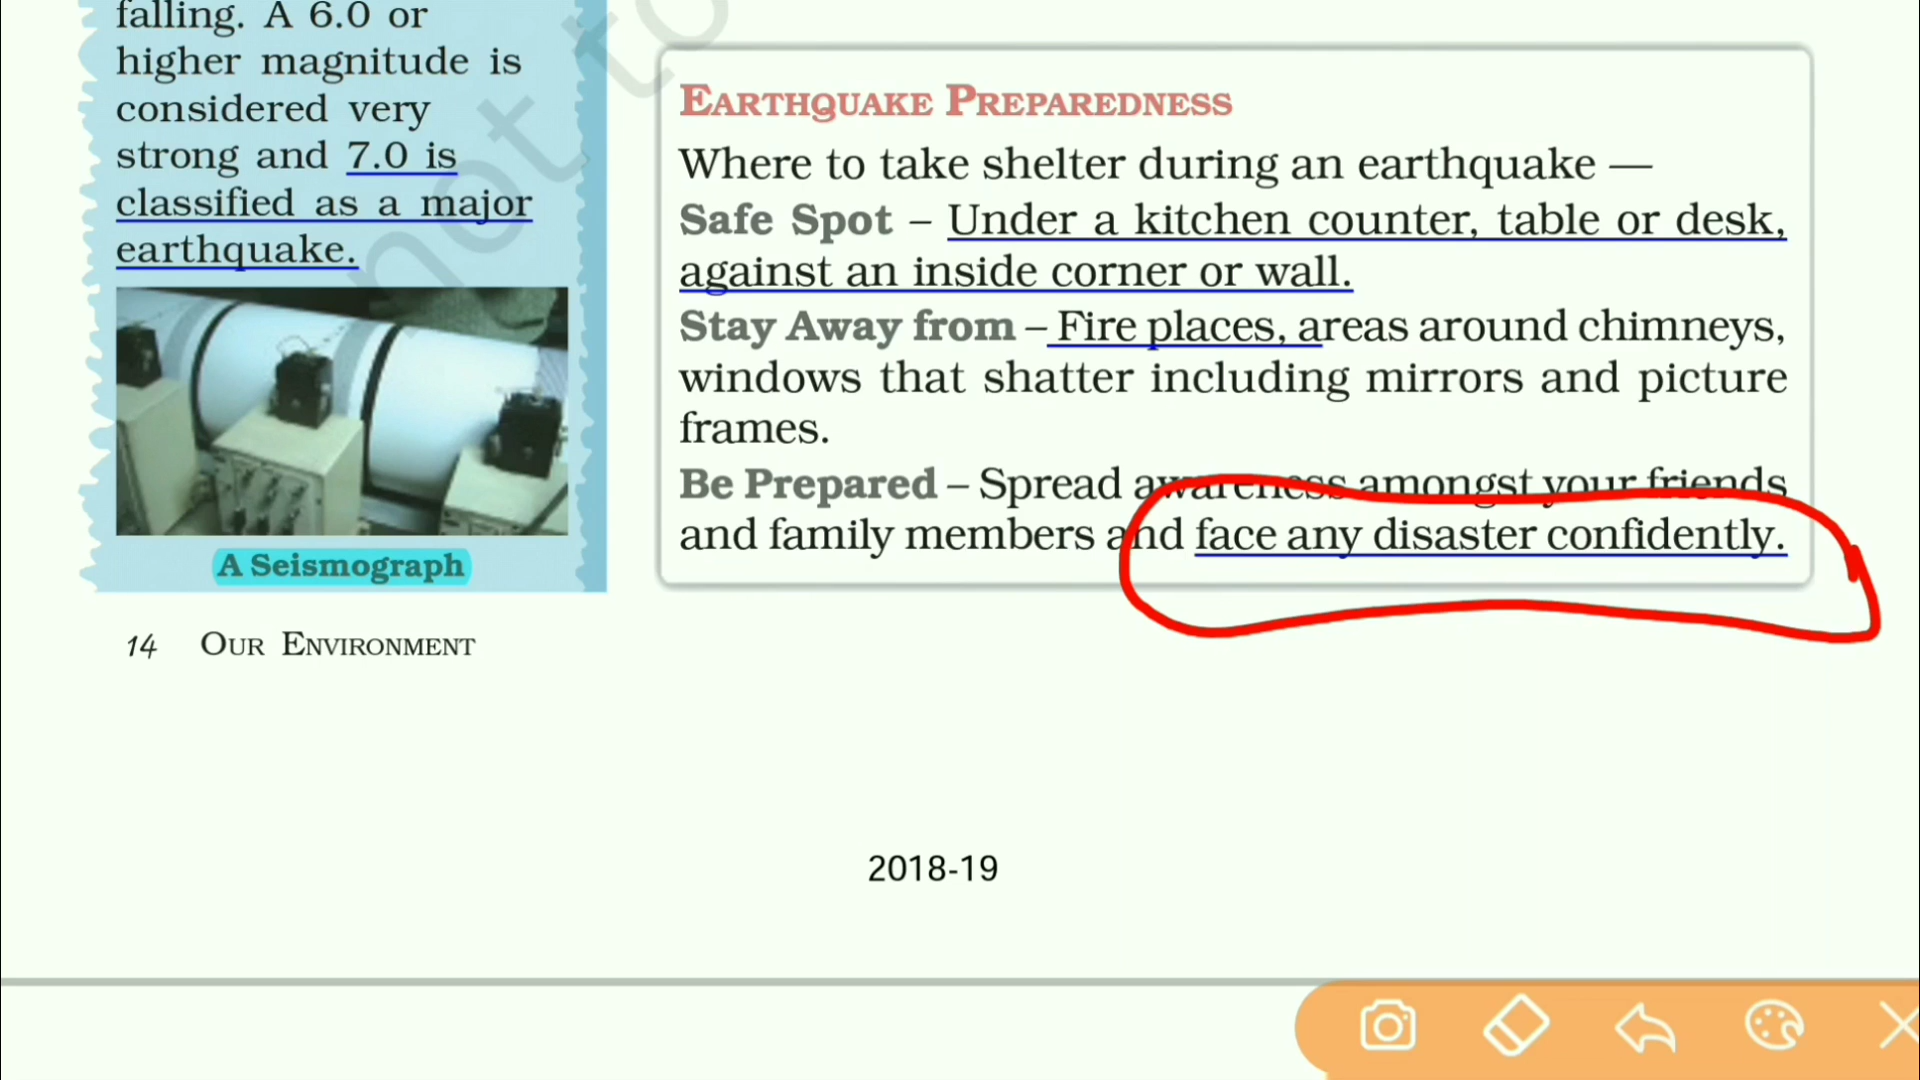 falling. A 6.0 or
higher magnitude is
considered very
strong and 7.0 is
classified as a major
earthquake.
A Seismograph
14 OUR ENVIRONMENT
not to
EARTHQUAKE PREPAREDNESS
Where to take shelter during an earthquake —
Safe Spot – Under a kitchen counter, table or desk,
against an inside corner or wall.
Stay Away from – Fire places, areas around chimneys,
windows that shatter including mirrors and picture
frames.
Be Prepared – Spread awareness amongst your friends
and family members and face any disaster confidently.
2018-19